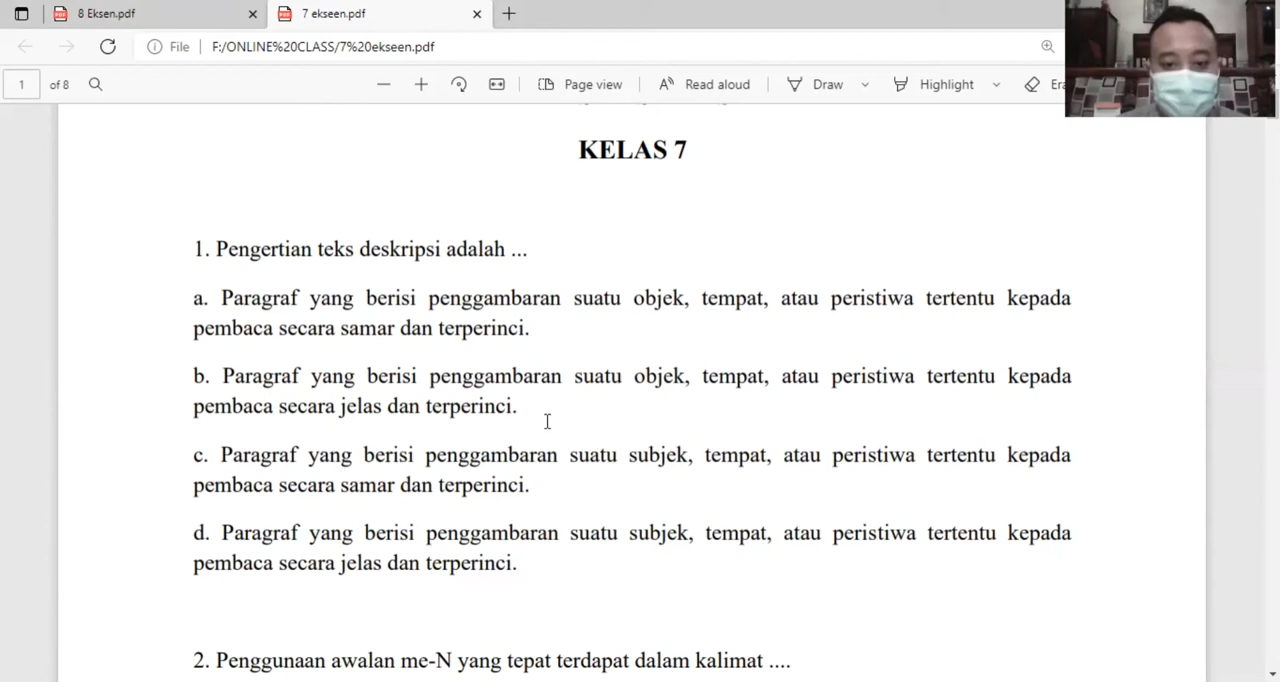 8 Eksen.pdf
7 ekseen.pdf
File F:/ONLINE%20CLASS/7%20ekseen.pdf
1 of 8 Page view Read aloud Draw Highlight Era
KELAS 7
1. Pengertian teks deskripsi adalah ...
a. Paragraf yang berisi penggambaran suatu objek, tempat, atau peristiwa tertentu kepada
pembaca secara samar dan terperinci.
b. Paragraf yang berisi penggambaran suatu objek, tempat, atau peristiwa tertentu kepada
pembaca secara jelas dan terperinci.
c. Paragraf yang berisi penggambaran suatu subjek, tempat, atau peristiwa tertentu kepada
pembaca secara samar dan terperinci.
d. Paragraf yang berisi penggambaran suatu subjek, tempat, atau peristiwa tertentu kepada
pembaca secara jelas dan terperinci.
2. Penggunaan awalan me-N yang tepat terdapat dalam kalimat ....